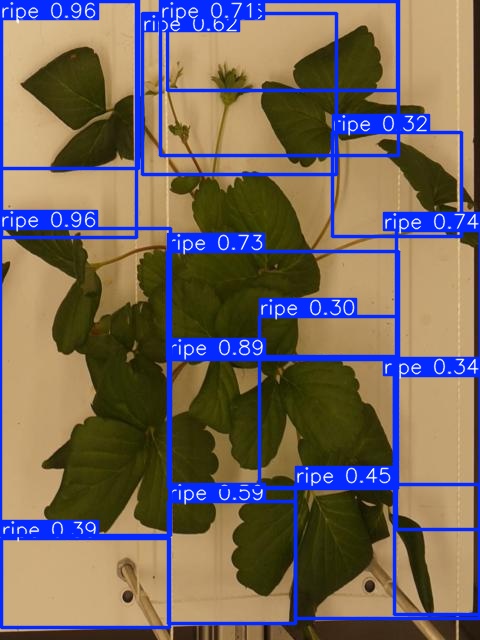 ripe 0.96
ripe 0.71
ripe 0.62
ripe 0.32
ripe 0.96
ripe 0.74
ripe 0.73
ripe 0.30
ripe 0.89
ripe 0.34
ripe 0.45
ripe 0.59
ripe 0.39